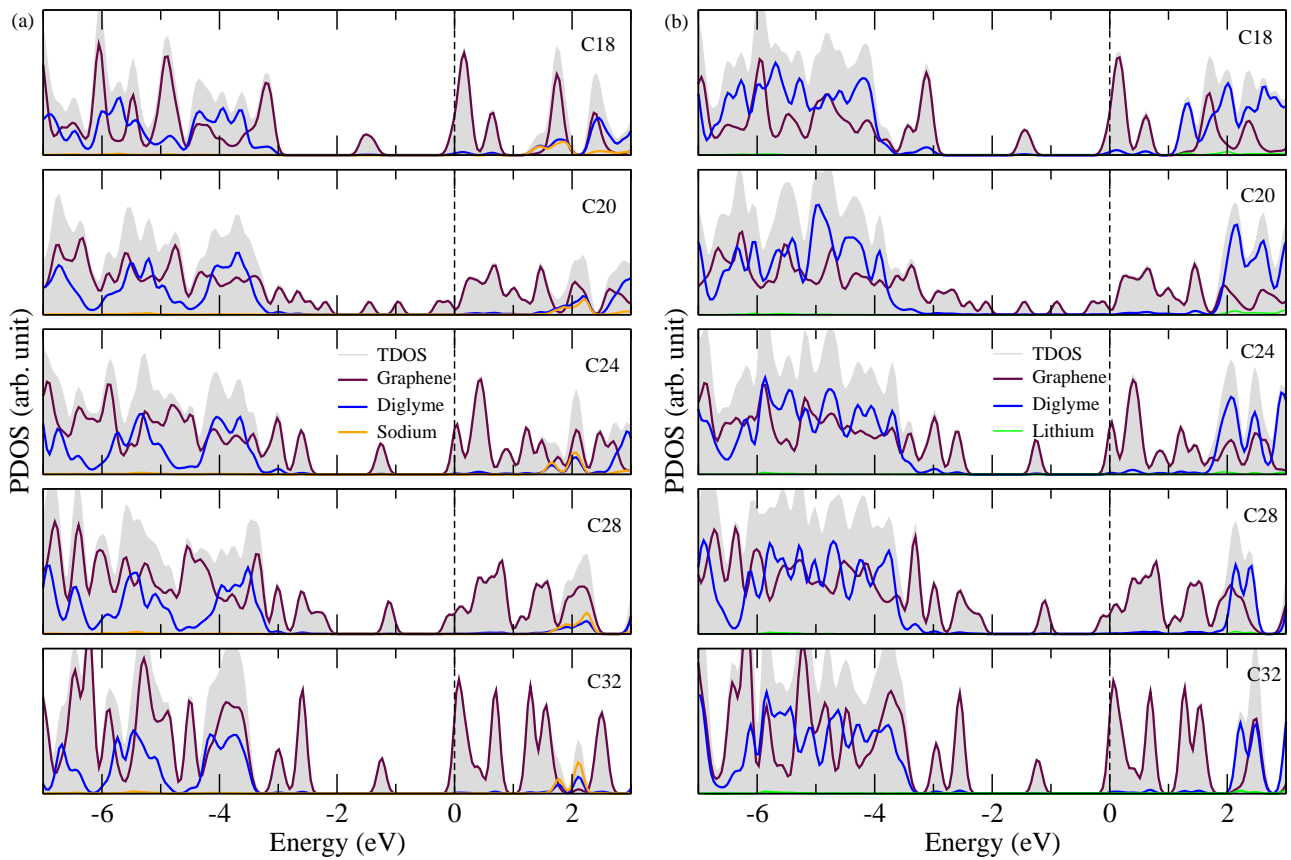 (a)
C18
C20
C24
TDOS
Graphene
Diglyme
Sodium
C28
C32
PDOS (arb. unit)
-6
-4
-2
0
2
Energy (eV)
(b)
C18
C20
C24
TDOS
Graphene
Diglyme
Lithium
C28
C32
PDOS (arb. unit)
-6
-4
-2
0
2
Energy (eV)